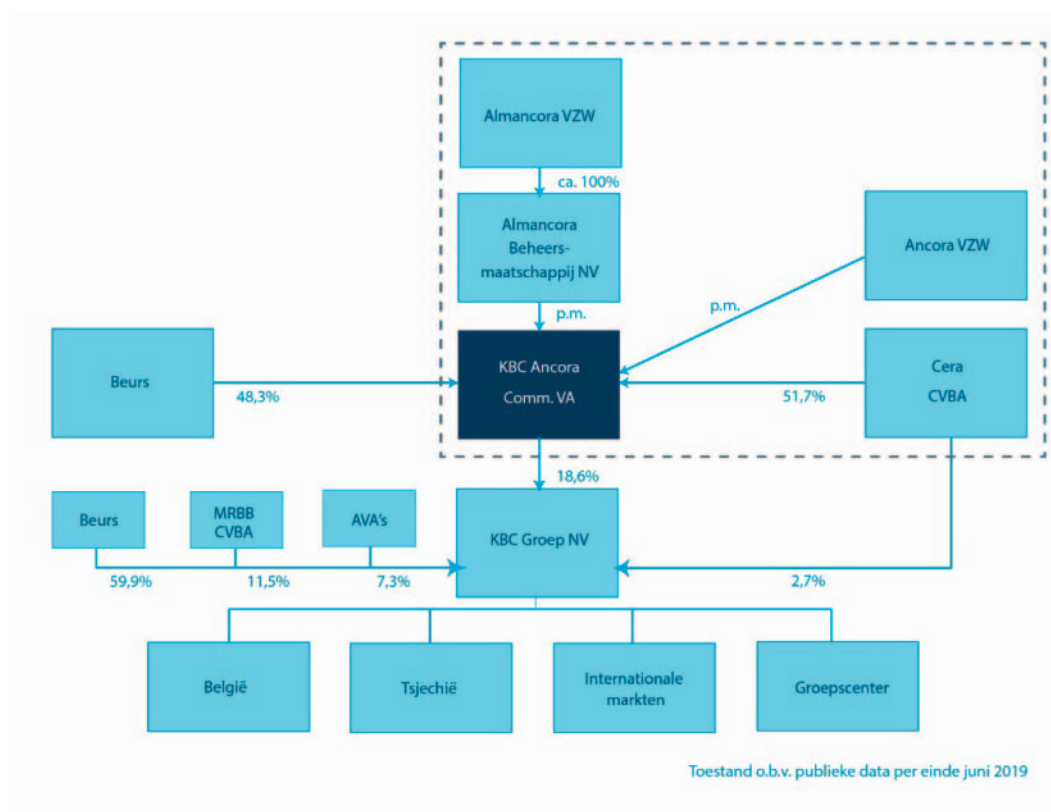 Almancora VZW
ca. 100%
Almancora
Beheers-
maatschappij NV
Ancora VZW
p.m.
p.m.
Beurs
48,3%
KBC Ancora
Comm. VA
51,7%
Cera
CVBA
18,6%
Beurs
MRBB
CVBA
AVA's
KBC Groep NV
59,9%
11,5%
7,3%
2,7%
België
Tsjechië
Internationale
markten
Groepscenter
Toestand o.b.v. publieke data per einde juni 2019